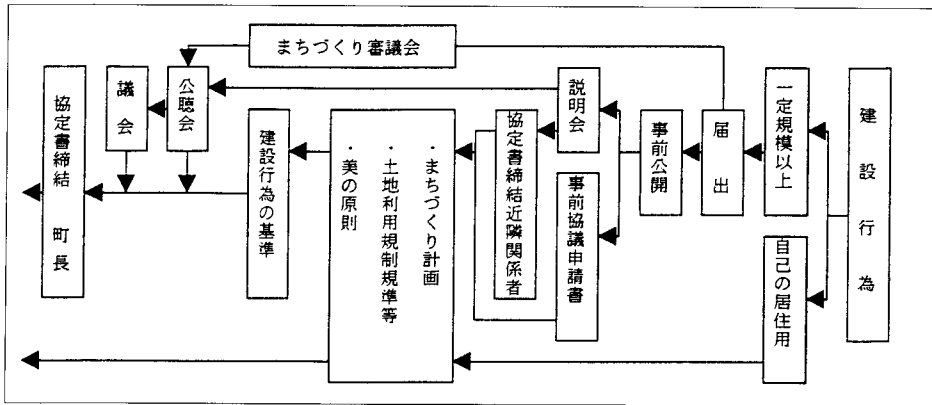 まちづくり審議会
建設行為
一定規模以上
自己の居住用
届出
事前公開
説明会
事前協議申請書
協定書締結近隣関係者
・まちづくり計画
・土地利用規制規準等
・美の原則
建設行為の基準
公聴会
議会
協定書締結 町長